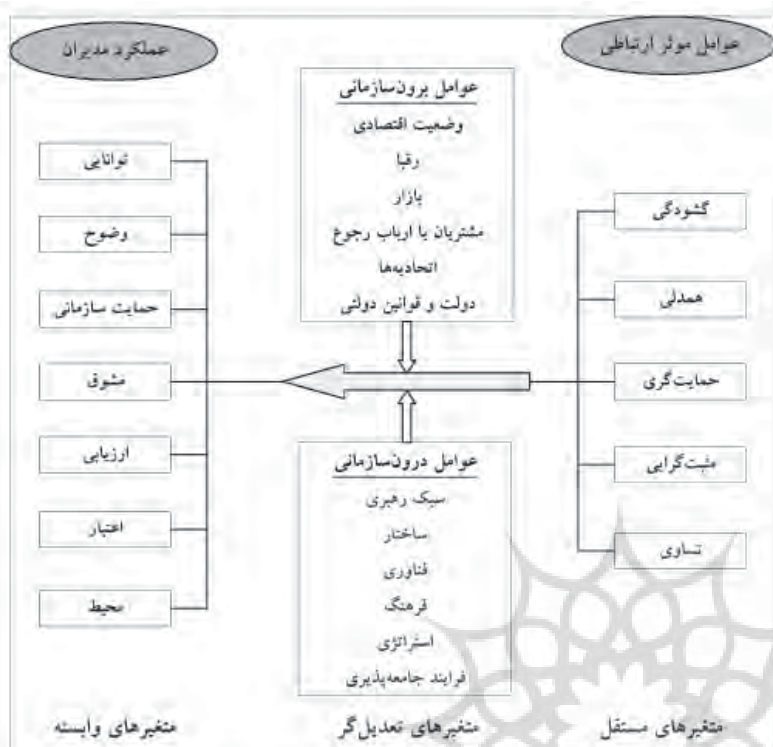 عوامل موثر ارتباطی
گشودگی
همدلی
حمایت‌گری
مثبت‌گرایی
تساوی
متغیرهای مستقل
عوامل برون‌سازمانی
وضعیت اقتصادی
رقبا
بازار
مشتریان یا ارباب رجوع
اتحادیه‌ها
دولت و قوانین دولتی
عوامل درون‌سازمانی
سبک رهبری
ساختار
فناوری
فرهنگ
استراتژی
فرایند جامعه‌پذیری
متغیرهای تعدیل‌گر
عملکرد مدیران
توانایی
وضوح
حمایت سازمانی
مشوق
ارزیابی
اعتبار
محیط
متغیرهای وابسته